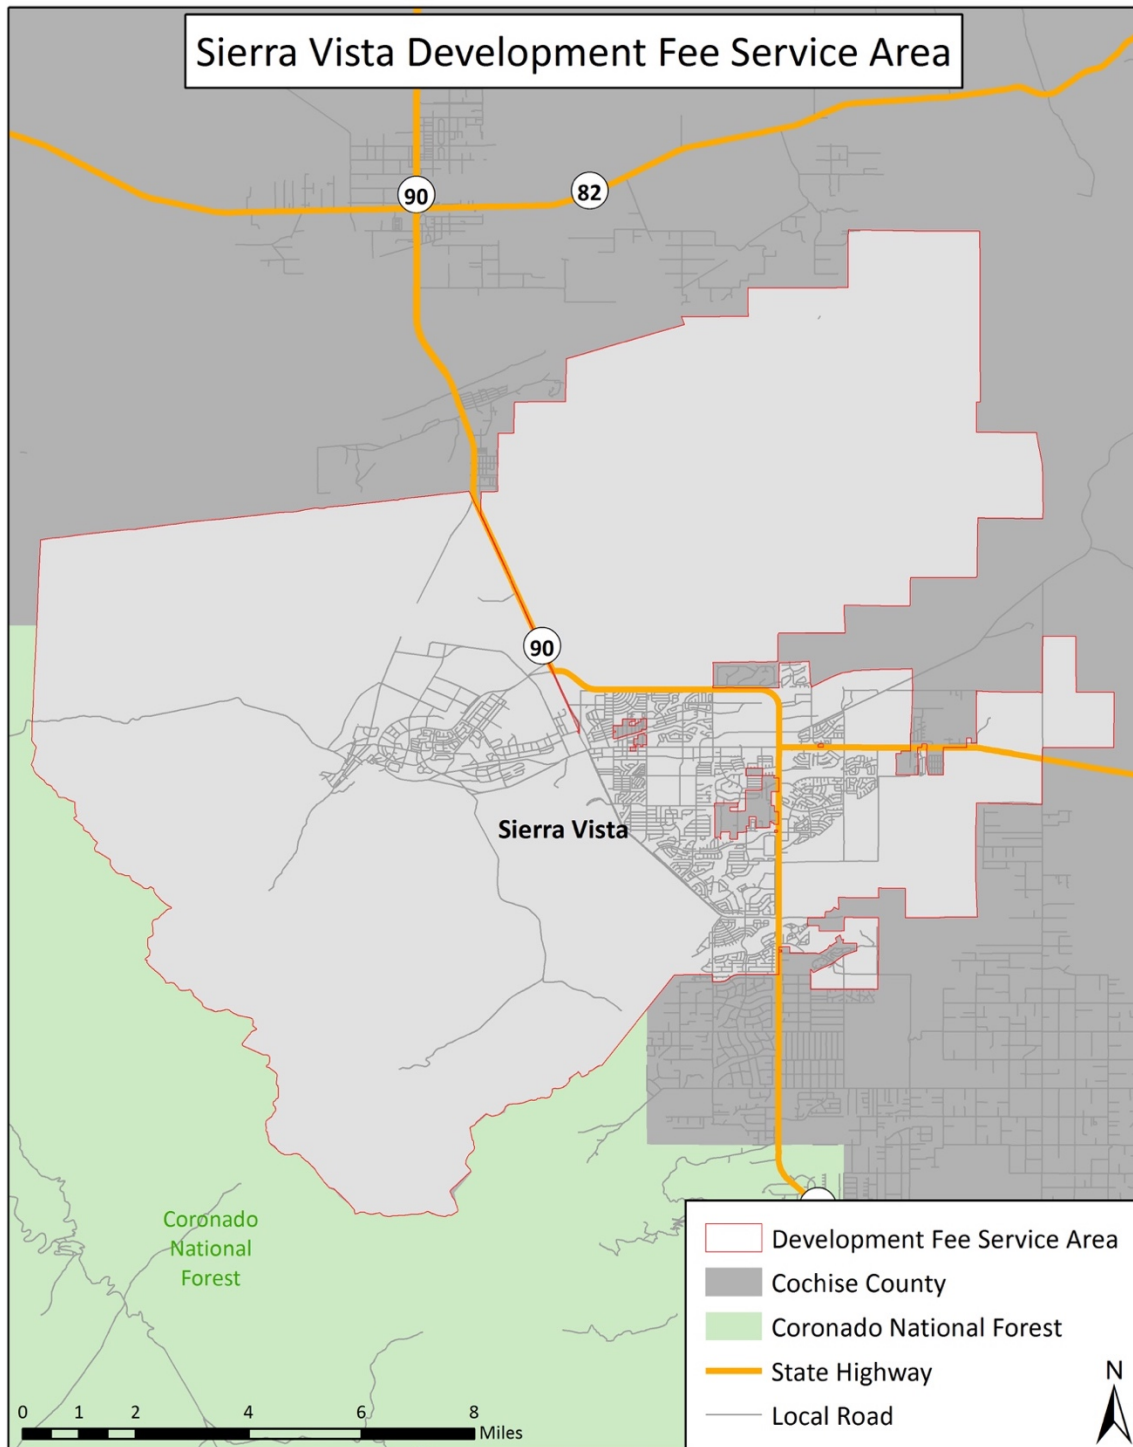 Sierra Vista Development Fee Service Area
90
82
90
Sierra Vista
Coronado
National
Forest
Development Fee Service Area
Cochise County
Coronado National Forest
State Highway
Local Road
N
0 1 2 4 6 8
Miles